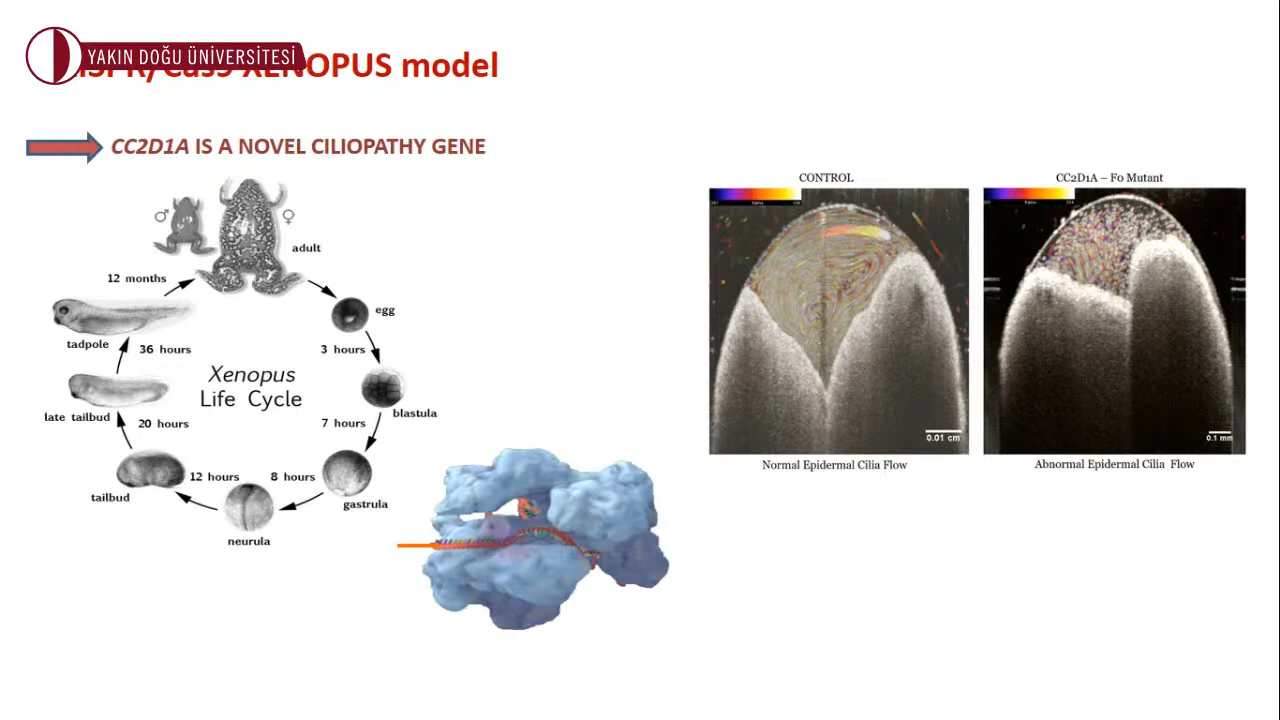 YAKIN DOĞU ÜNİVERSİTESİ
XENOPUS model
CC2D1A IS A NOVEL CILIOPATHY GENE
♂
♀
adult
12 months
egg
tadpole
36 hours
3 hours
Xenopus
Life Cycle
late tailbud
20 hours
7 hours
blastula
12 hours
8 hours
tailbud
gastrula
neurula
CONTROL
0.01 cm
Normal Epidermal Cilia Flow
CC2D1A – F0 Mutant
0.1 mm
Abnormal Epidermal Cilia Flow